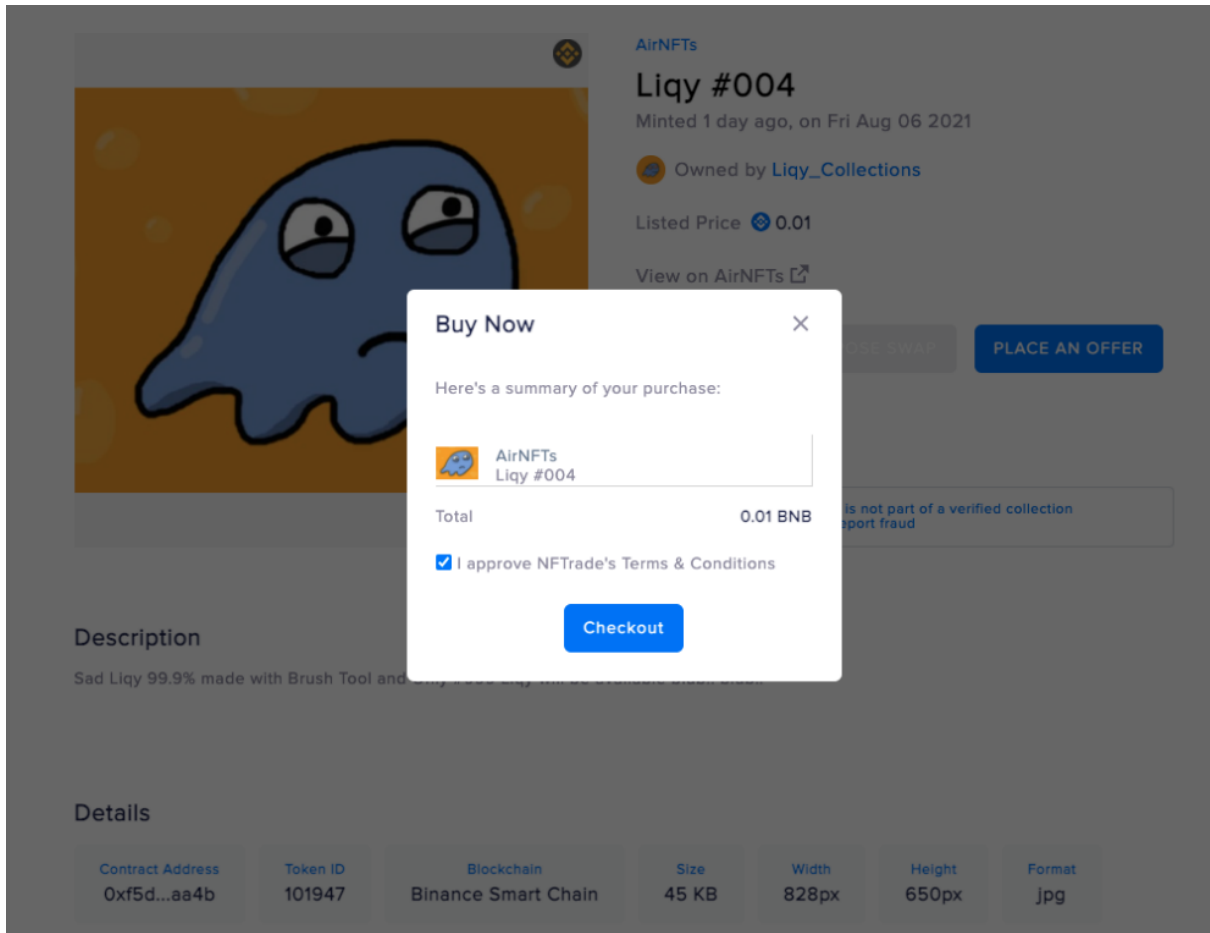 AirNFTs
Liqy #004
Minted 1 day ago, on Fri Aug 06 2021
Owned by Liqy_Collections
Listed Price 0.01
View on AirNFTs
OSE SWAP
PLACE AN OFFER
is not part of a verified collection
port fraud
Buy Now
Here's a summary of your purchase:
AirNFTs
Liqy #004
Total 0.01 BNB
I approve NFTrade's Terms & Conditions
Checkout
Description
Sad Liqy 99.9% made with Brush Tool and
Details
Contract Address
0xf5d...aa4b
Token ID
101947
Blockchain
Binance Smart Chain
Size
45 KB
Width
828px
Height
650px
Format
jpg